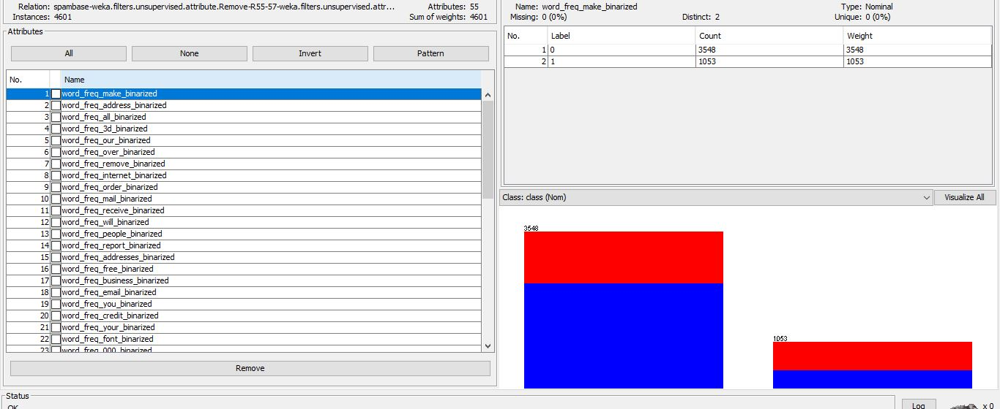 Relation: spambase-weka.filters.unsupervised.attribute.Remove-R55-57-weka.filters.unsupervised.attr... Attributes: 55
Instances: 4601 Sum of weights: 4601
Attributes
All None Invert Pattern
No. Name
1 word_freq_make_binarized
2 word_freq_address_binarized
3 word_freq_all_binarized
4 word_freq_3d_binarized
5 word_freq_our_binarized
6 word_freq_over_binarized
7 word_freq_remove_binarized
8 word_freq_internet_binarized
9 word_freq_order_binarized
10 word_freq_mail_binarized
11 word_freq_receive_binarized
12 word_freq_will_binarized
13 word_freq_people_binarized
14 word_freq_report_binarized
15 word_freq_addresses_binarized
16 word_freq_free_binarized
17 word_freq_business_binarized
18 word_freq_email_binarized
19 word_freq_you_binarized
20 word_freq_credit_binarized
21 word_freq_your_binarized
22 word_freq_font_binarized
23 word_freq_000_binarized
Remove
Name: word_freq_make_binarized Type: Nominal
Missing: 0 (0%) Distinct: 2 Unique: 0 (0%)
No. Label Count Weight
1 0 3548 3548
2 1 1053 1053
Class: class (Nom) Visualize All
3548
1053
Status
OK
Log x 0